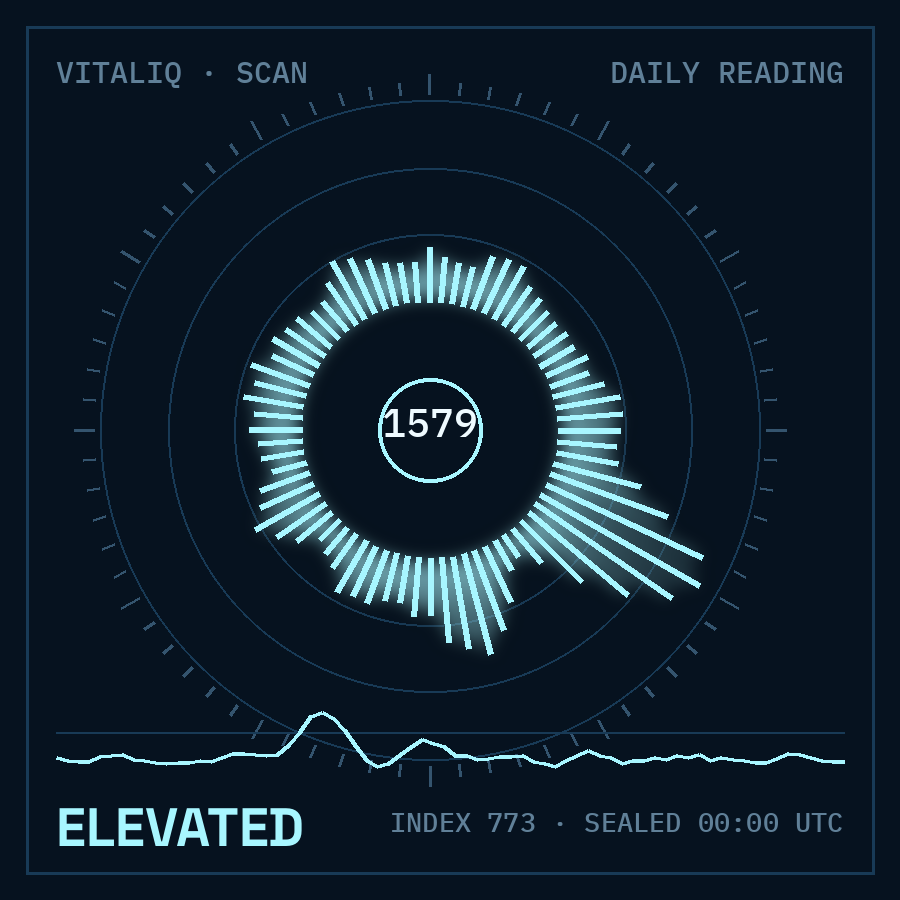 VITALIQ · SCAN
DAILY READING
1579
ELEVATED
INDEX 773 · SEALED 00:00 UTC